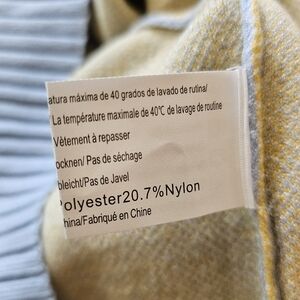 atura máxima de 40 grados de lavado de rutina/
La température maximale de 40℃ de lavage de routine
Vêtement à repasser
ocknen/ Pas de séchage
bleicht/Pas de Javel
Polyester20.7%Nylon
hina/Fabriqué en Chine